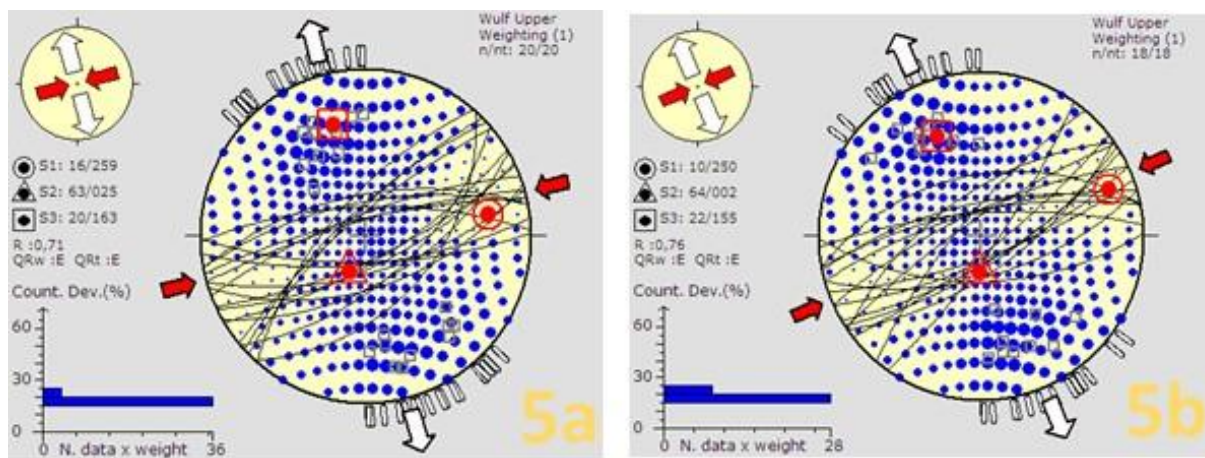 Wulf Upper
Weighting (1)
n/nt: 20/20
S1: 16/259
S2: 63/025
S3: 20/163
R :0,71
QRw :E QRt :E
Count. Dev.(%)
60
30
0
0 N. data x weight 36
5a
Wulf Upper
Weighting (1)
n/nt: 18/18
S1: 10/250
S2: 64/002
S3: 22/155
R :0,76
QRw :E QRt :E
Count. Dev.(%)
60
30
0
0 N. data x weight 28
5b